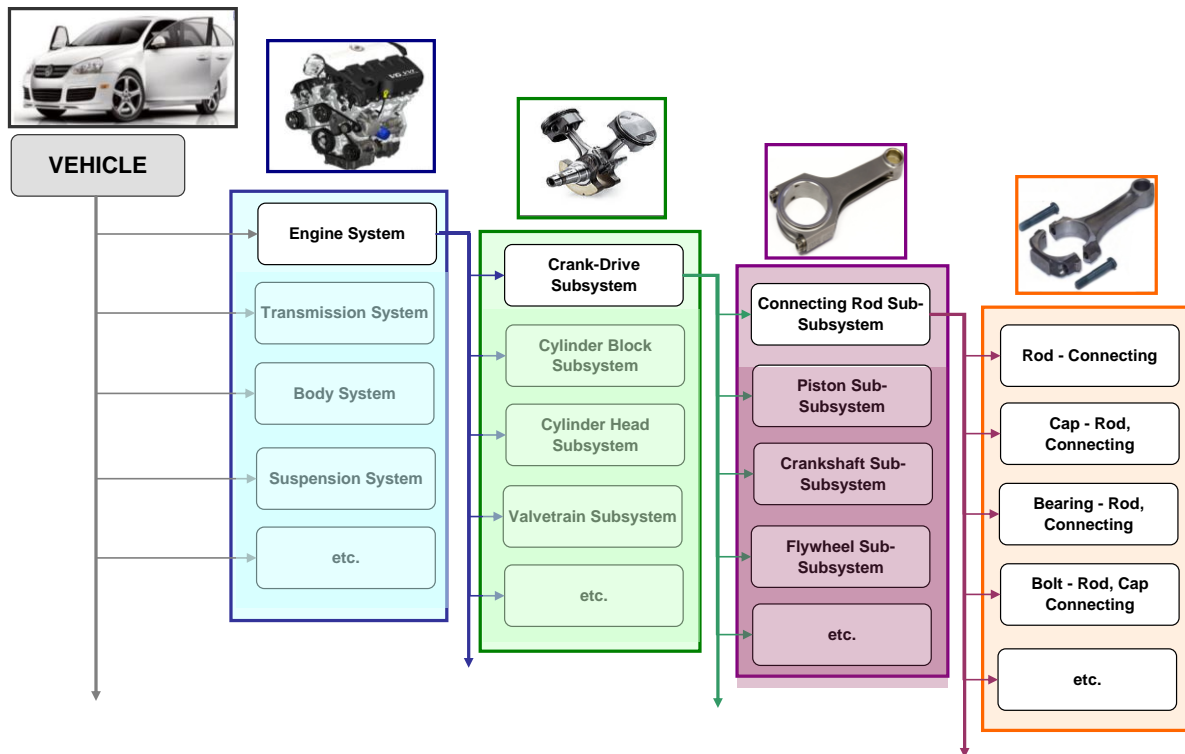 VEHICLE
Engine System
Transmission System
Body System
Suspension System
etc.
Crank-Drive
Subsystem
Cylinder Block
Subsystem
Cylinder Head
Subsystem
Valvetrain Subsystem
etc.
Connecting Rod Sub-
Subsystem
Piston Sub-
Subsystem
Crankshaft Sub-
Subsystem
Flywheel Sub-
Subsystem
etc.
Rod - Connecting
Cap - Rod,
Connecting
Bearing - Rod,
Connecting
Bolt - Rod, Cap
Connecting
etc.